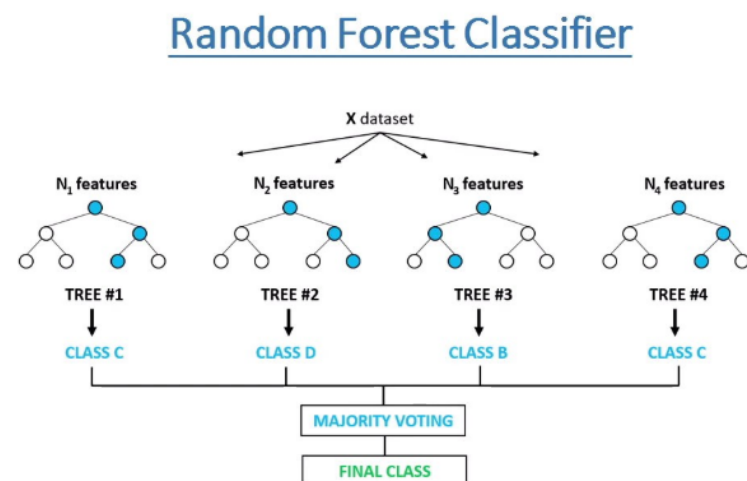 Random Forest Classifier
X dataset
N₁ features N₂ features N₃ features N₄ features
TREE #1 TREE #2 TREE #3 TREE #4
CLASS C CLASS D CLASS B CLASS C
MAJORITY VOTING
FINAL CLASS